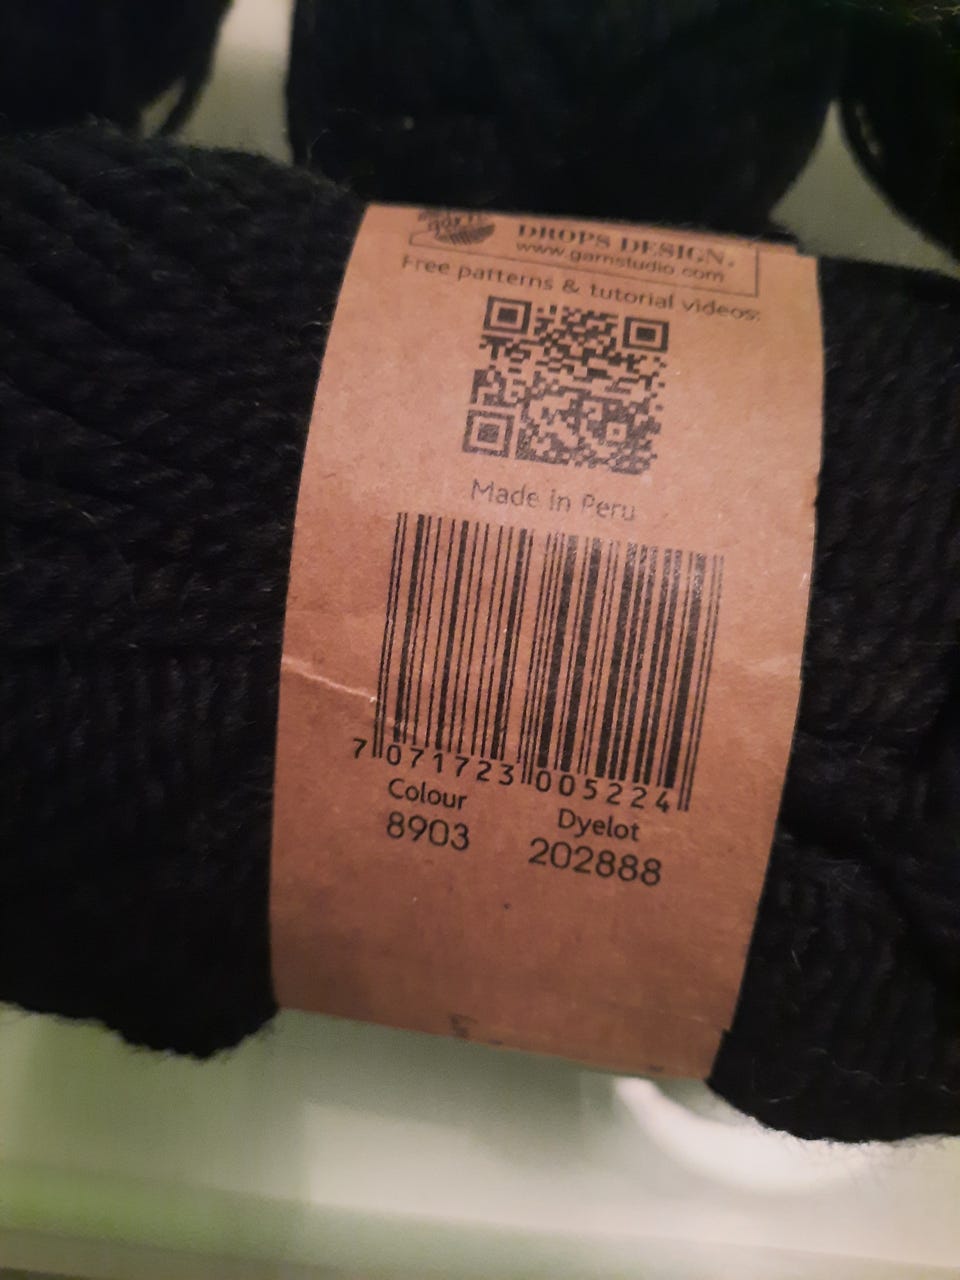 DROPS DESIGN.
www.garnstudio.com
Free patterns & tutorial videos:
Made in Peru
7 071723 005224
Colour
8903
Dyelot
202888